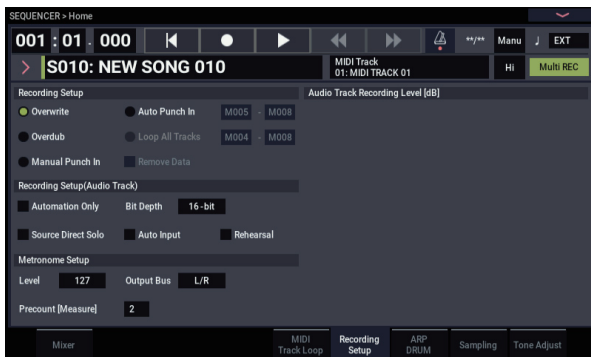 SEQUENCER > Home
001 : 01 . 000 **/** Manu ♩ EXT
S010: NEW SONG 010
MIDI Track
01: MIDI TRACK 01
Hi
Multi REC
Recording Setup
Audio Track Recording Level [dB]
Overwrite Auto Punch In M005 - M008
Overdub Loop All Tracks M004 - M008
Manual Punch In Remove Data
Recording Setup(Audio Track)
Automation Only Bit Depth 16-bit
Source Direct Solo Auto Input Rehearsal
Metronome Setup
Level 127 Output Bus L/R
Precount [Measure] 2
Mixer
MIDI
Track Loop
Recording
Setup
ARP
DRUM
Sampling
Tone Adjust